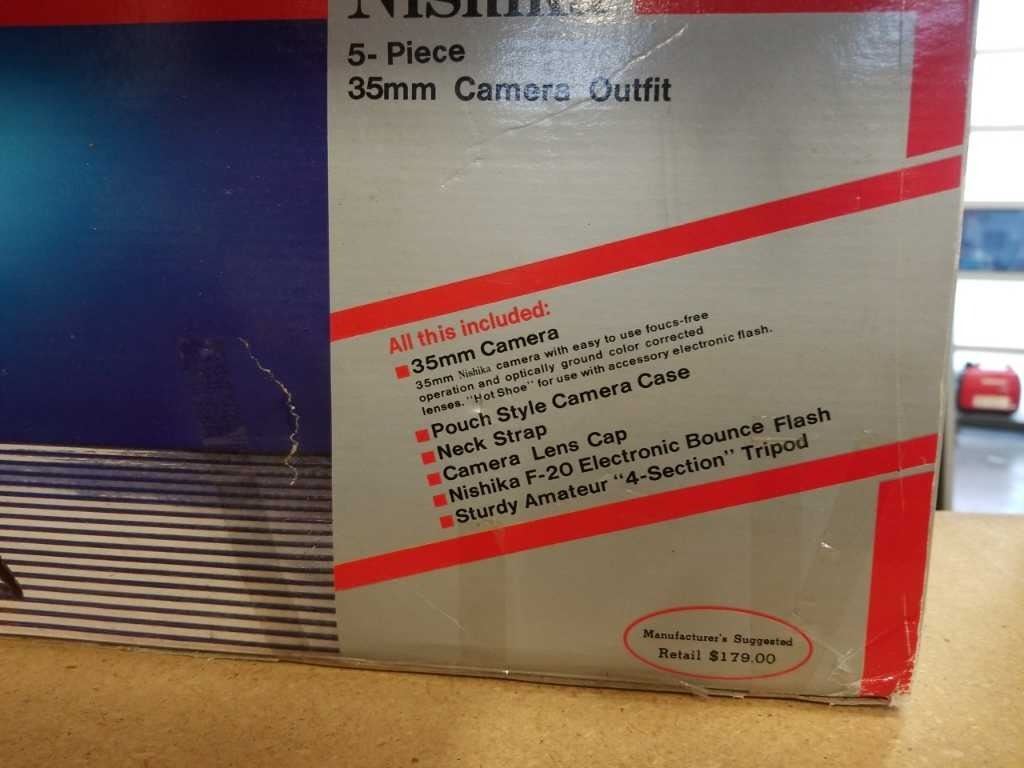 Nishika
5- Piece
35mm Camera Outfit
All this included:
35mm Camera
35mm Nishika camera with easy to use foucs-free
operation and optically ground color corrected
lenses. "Hot Shoe" for use with accessory electronic flash.
Pouch Style Camera Case
Neck Strap
Camera Lens Cap
Nishika F-20 Electronic Bounce Flash
Sturdy Amateur "4-Section" Tripod
Manufacturer's Suggested
Retail $179.00